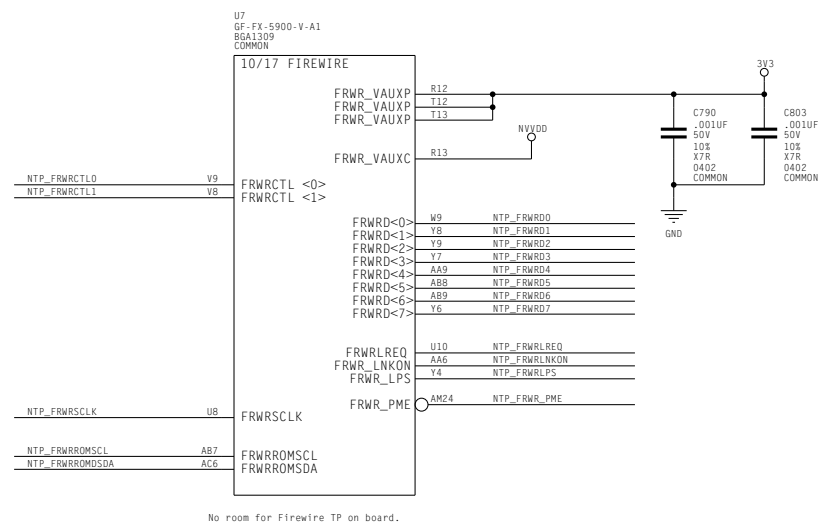 U7
GF-FX-5900-V-A1
BGA1309
COMMON
10/17 FIREWIRE
FRWR_VAUXP R12
FRWR_VAUXP T12
FRWR_VAUXP T13
3V3
C790
.001UF
50V
10%
X7R
0402
COMMON
C803
.001UF
50V
10%
X7R
0402
COMMON
NVVDD
FRWR_VAUXC R13
GND
NTP_FRWRCTL0 V9 FRWRCTL <0>
NTP_FRWRCTL1 V8 FRWRCTL <1>
FRWRD<0> W9 NTP_FRWRD0
FRWRD<1> Y8 NTP_FRWRD1
FRWRD<2> Y9 NTP_FRWRD2
FRWRD<3> Y7 NTP_FRWRD3
FRWRD<4> AA9 NTP_FRWRD4
FRWRD<5> AB8 NTP_FRWRD5
FRWRD<6> AB9 NTP_FRWRD6
FRWRD<7> Y6 NTP_FRWRD7
FRWRLREQ U10 NTP_FRWRLREQ
FRWR_LNKON AA6 NTP_FRWRLNKON
FRWR_LPS Y4 NTP_FRWRLPS
FRWR_PME AM24 NTP_FRWR_PME
NTP_FRWRSCLK U8 FRWRSCLK
NTP_FRWRROMSCL AB7 FRWRROMSCL
NTP_FRWRROMDSDA AC6 FRWRROMSDA
No room for Firewire TP on board.